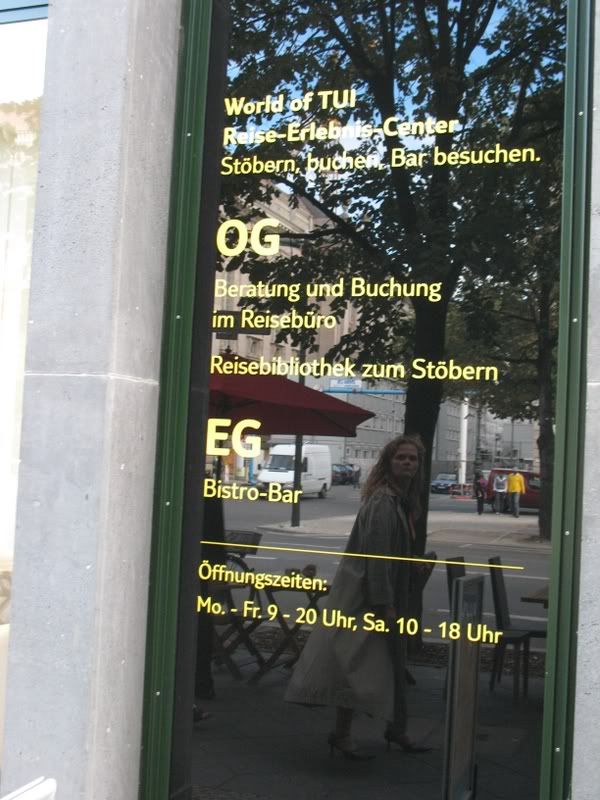 World of TUI
Reise-Erlebnis-Center
Stöbern, buchen, Bar besuchen.
OG
Beratung und Buchung
im Reisebüro
Reisebibliothek zum Stöbern
EG
Bistro-Bar
Öffnungszeiten:
Mo. - Fr. 9 - 20 Uhr, Sa. 10 - 18 Uhr